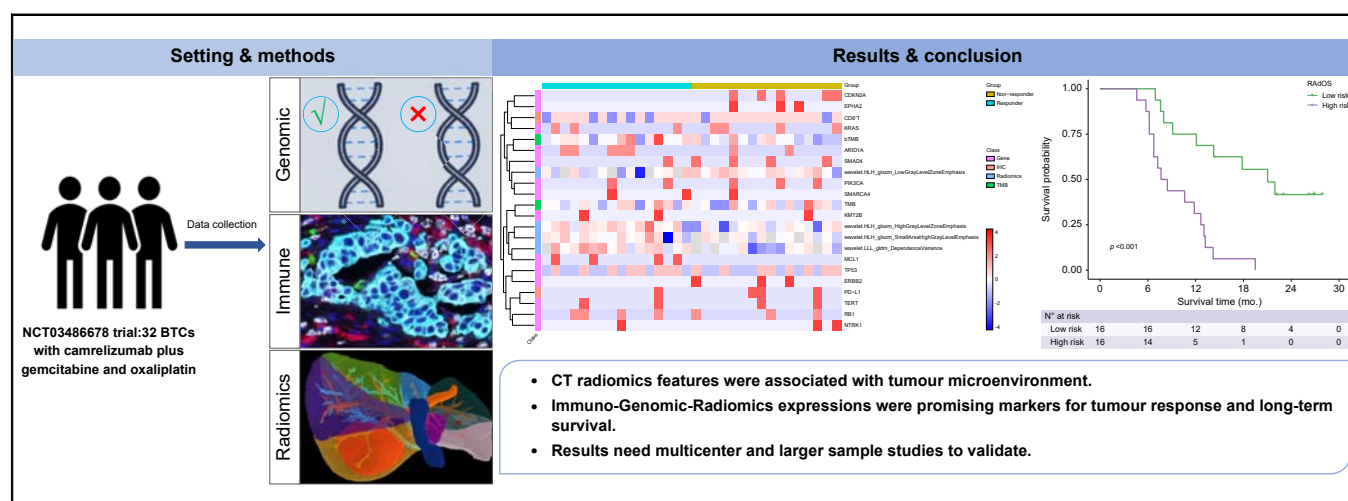 Setting & methods
Results & conclusion
Genomic
Immune
Radiomics
Data collection
NCT03486678 trial:32 BTCs
with camrelizumab plus
gemcitabine and oxaliplatin
Group
CDKN2A
EPHA2
CD8⁺T
KRAS
bTMB
ARID1A
SMAD4
wavelet.HLH_glszm_LowGrayLevelZoneEmphasis
PIK3CA
SMARCA4
TMB
KMT2B
wavelet.HLH_glszm_HighGrayLevelZoneEmphasis
wavelet.HLH_glszm_SmallAreaHighGrayLevelEmphasis
wavelet.LLL_gldm_DependenceVariance
MCL1
TP53
ERBB2
PD-L1
TERT
RB1
NTRK1
Class
Group
Non-responder
Responder
Class
Gene
IHC
Radiomics
TMB
4
2
0
-2
-4
RAdOS
Low risk
High risk
Survival probability
1.00
0.75
0.50
0.25
0.00
p <0.001
0 6 12 18 24 30
Survival time (mo.)
N° at risk
Low risk 16 16 12 8 4 0
High risk 16 14 5 1 0 0
• CT radiomics features were associated with tumour microenvironment.
• Immuno-Genomic-Radiomics expressions were promising markers for tumour response and long-term
survival.
• Results need multicenter and larger sample studies to validate.